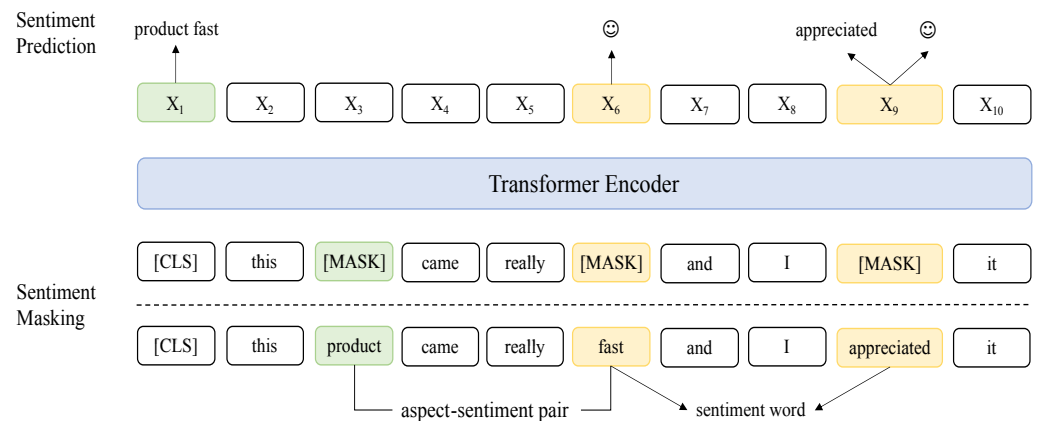 Sentiment
Prediction
product fast
☺
appreciated
☺
X1 X2 X3 X4 X5 X6 X7 X8 X9 X10
Transformer Encoder
[CLS] this [MASK] came really [MASK] and I [MASK] it
Sentiment
Masking
[CLS] this product came really fast and I appreciated it
aspect-sentiment pair
sentiment word